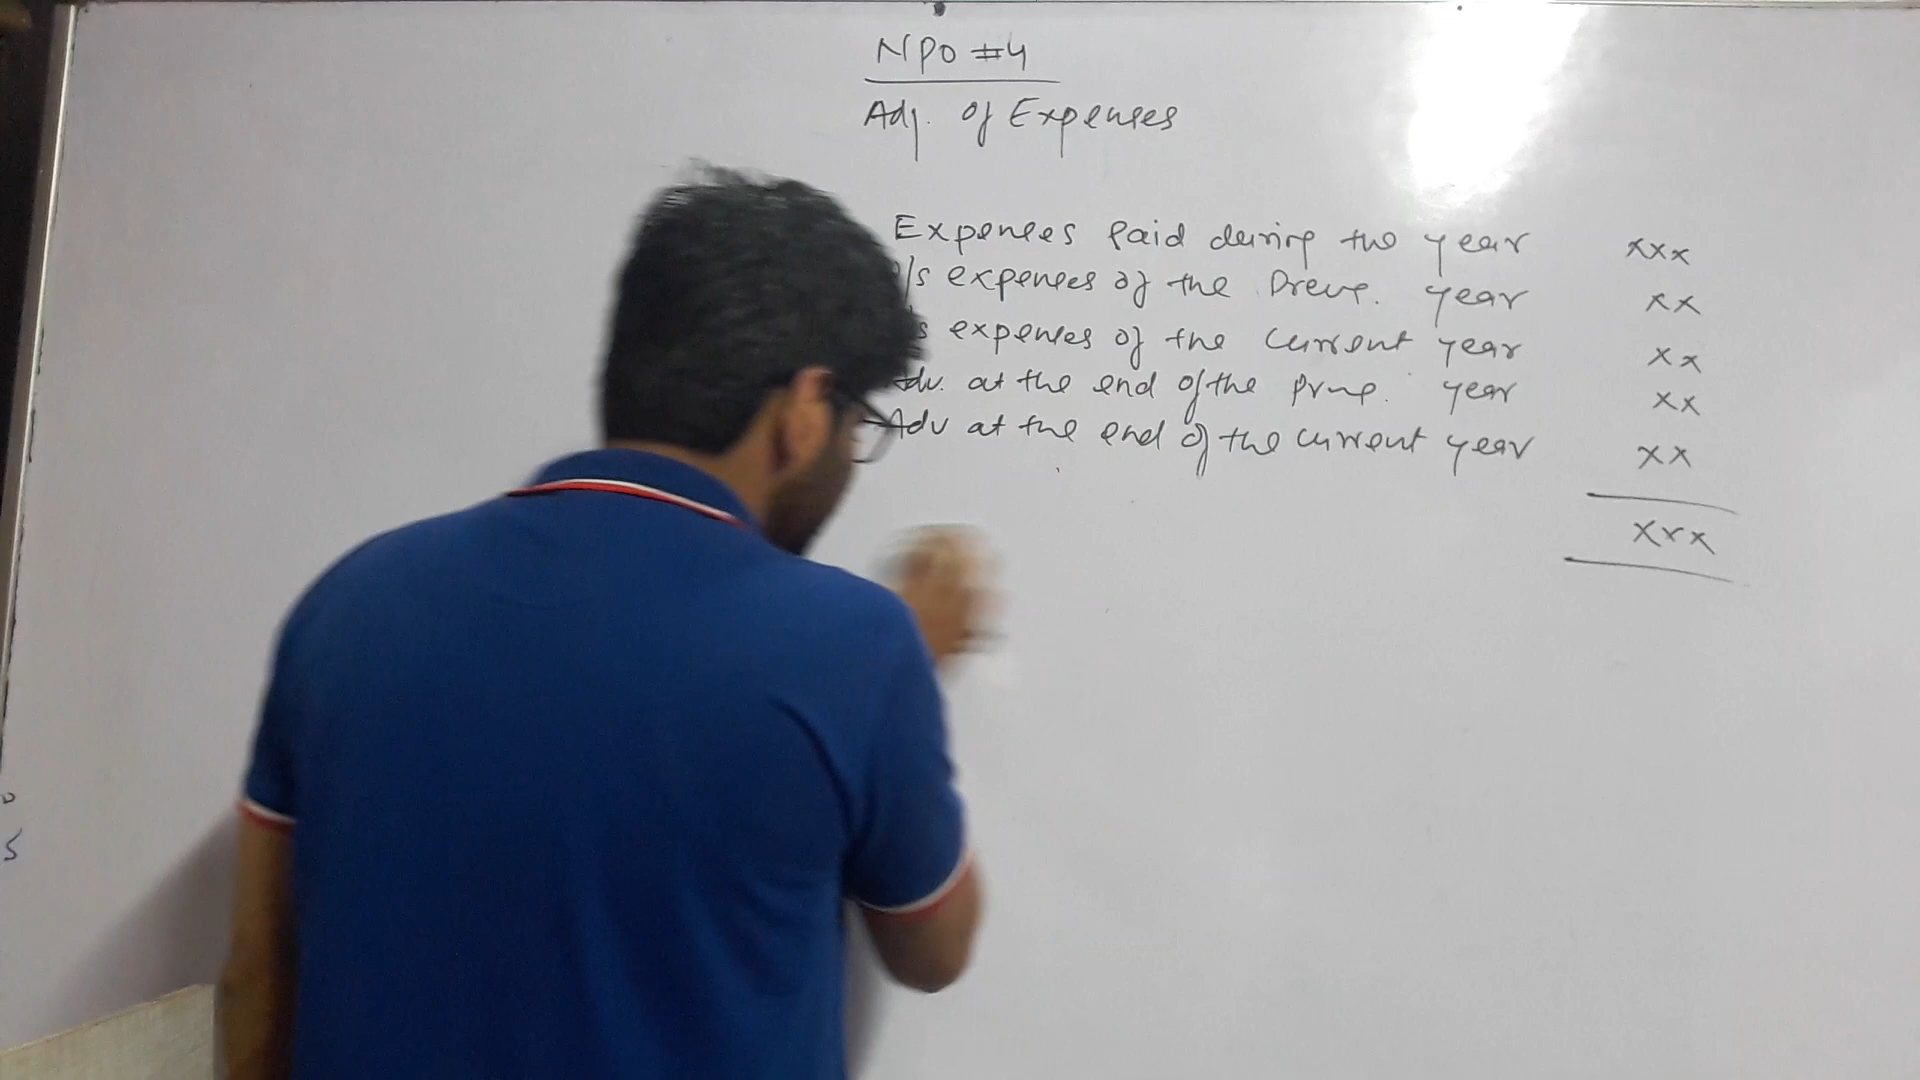 NPO #4
Adj. of Expenses
Expenses paid during the year xxx
/s expenses of the Prev. year xx
s expenses of the current year xx
Adv. at the end of the prev. year xx
Adv at the end of the current year xx
xxx